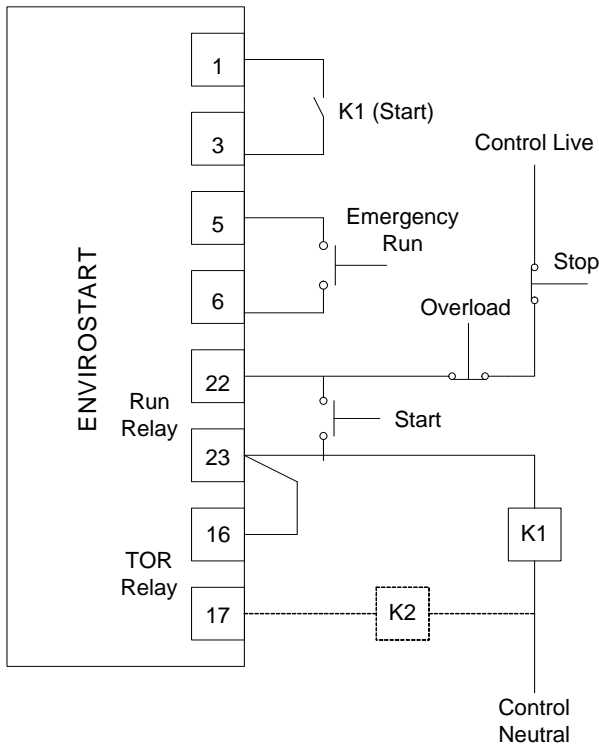 ENVIROSTART
1
K1 (Start)
3
Control Live
5
Emergency
Run
6
Stop
Overload
22
Run
Relay
Start
23
16
K1
TOR
Relay
17
K2
Control
Neutral